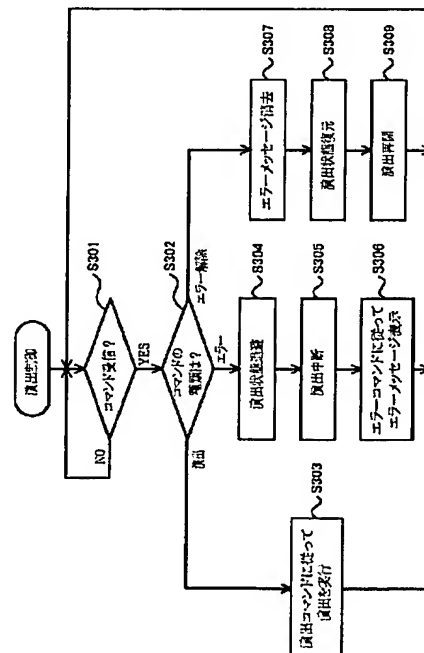 演出制御
S301
コマンド受信?
NO
YES
S302
コマンドの
種類は?
演出
エラー
エラー解除
S303
演出コマンドに従って
演出を実行
S304
演出状態退避
S305
演出中断
S306
エラーコマンドに従って
エラーメッセージ表示
S307
エラーメッセージ消去
S308
演出状態復元
S309
演出再開